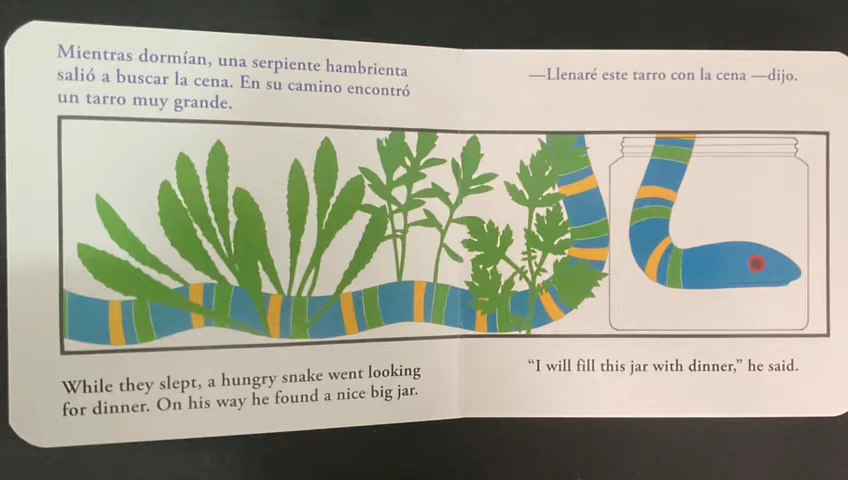 Mientras dormían, una serpiente hambrienta
salió a buscar la cena. En su camino encontró
un tarro muy grande.
While they slept, a hungry snake went looking
for dinner. On his way he found a nice big jar.
—Llenaré este tarro con la cena —dijo.
“I will fill this jar with dinner,” he said.